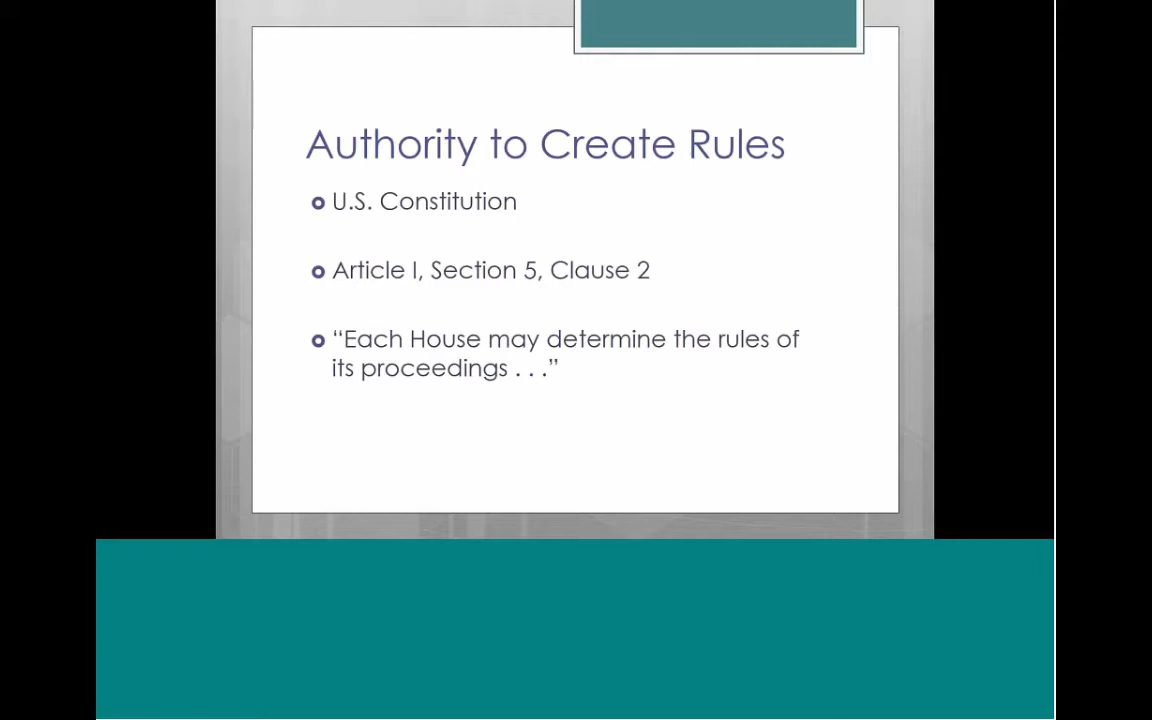 Authority to Create Rules
U.S. Constitution
Article I, Section 5, Clause 2
“Each House may determine the rules of
its proceedings . . .”